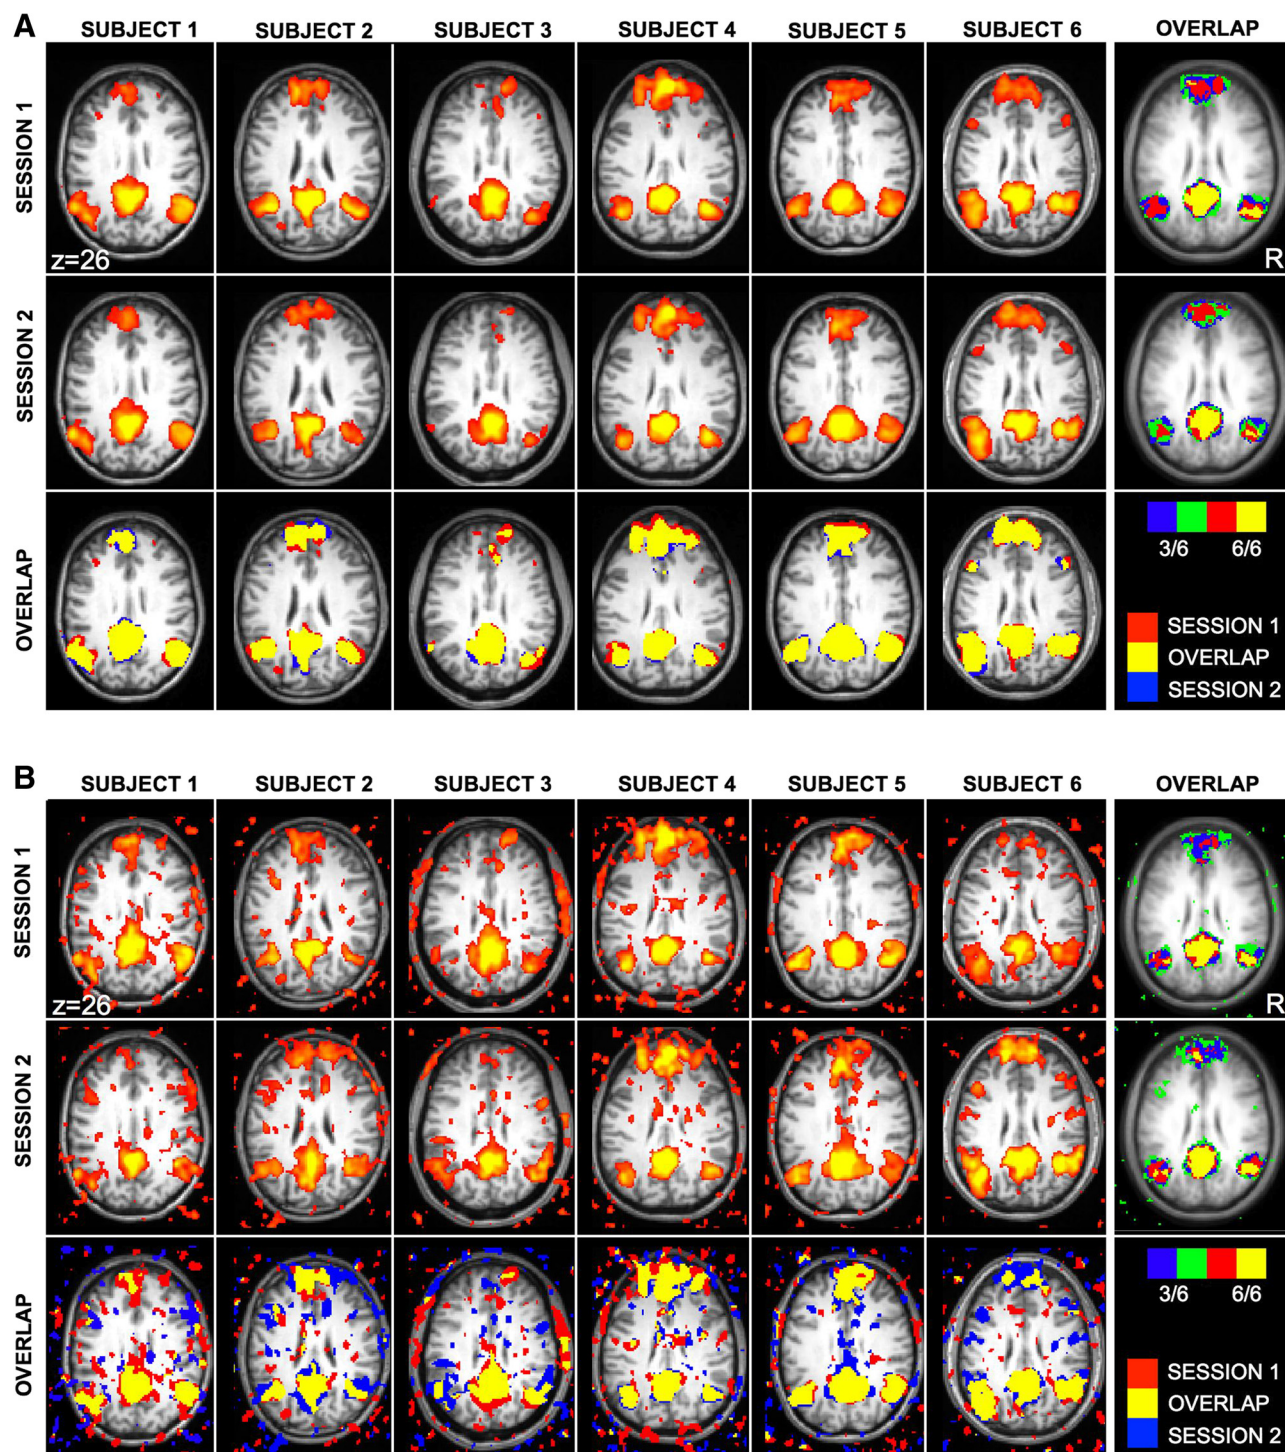 A
SUBJECT 1 SUBJECT 2 SUBJECT 3 SUBJECT 4 SUBJECT 5 SUBJECT 6 OVERLAP
SESSION 1
z=26
R
SESSION 2
OVERLAP
3/6 6/6
SESSION 1
OVERLAP
SESSION 2
B
SUBJECT 1 SUBJECT 2 SUBJECT 3 SUBJECT 4 SUBJECT 5 SUBJECT 6 OVERLAP
SESSION 1
z=26
R
SESSION 2
OVERLAP
3/6 6/6
SESSION 1
OVERLAP
SESSION 2